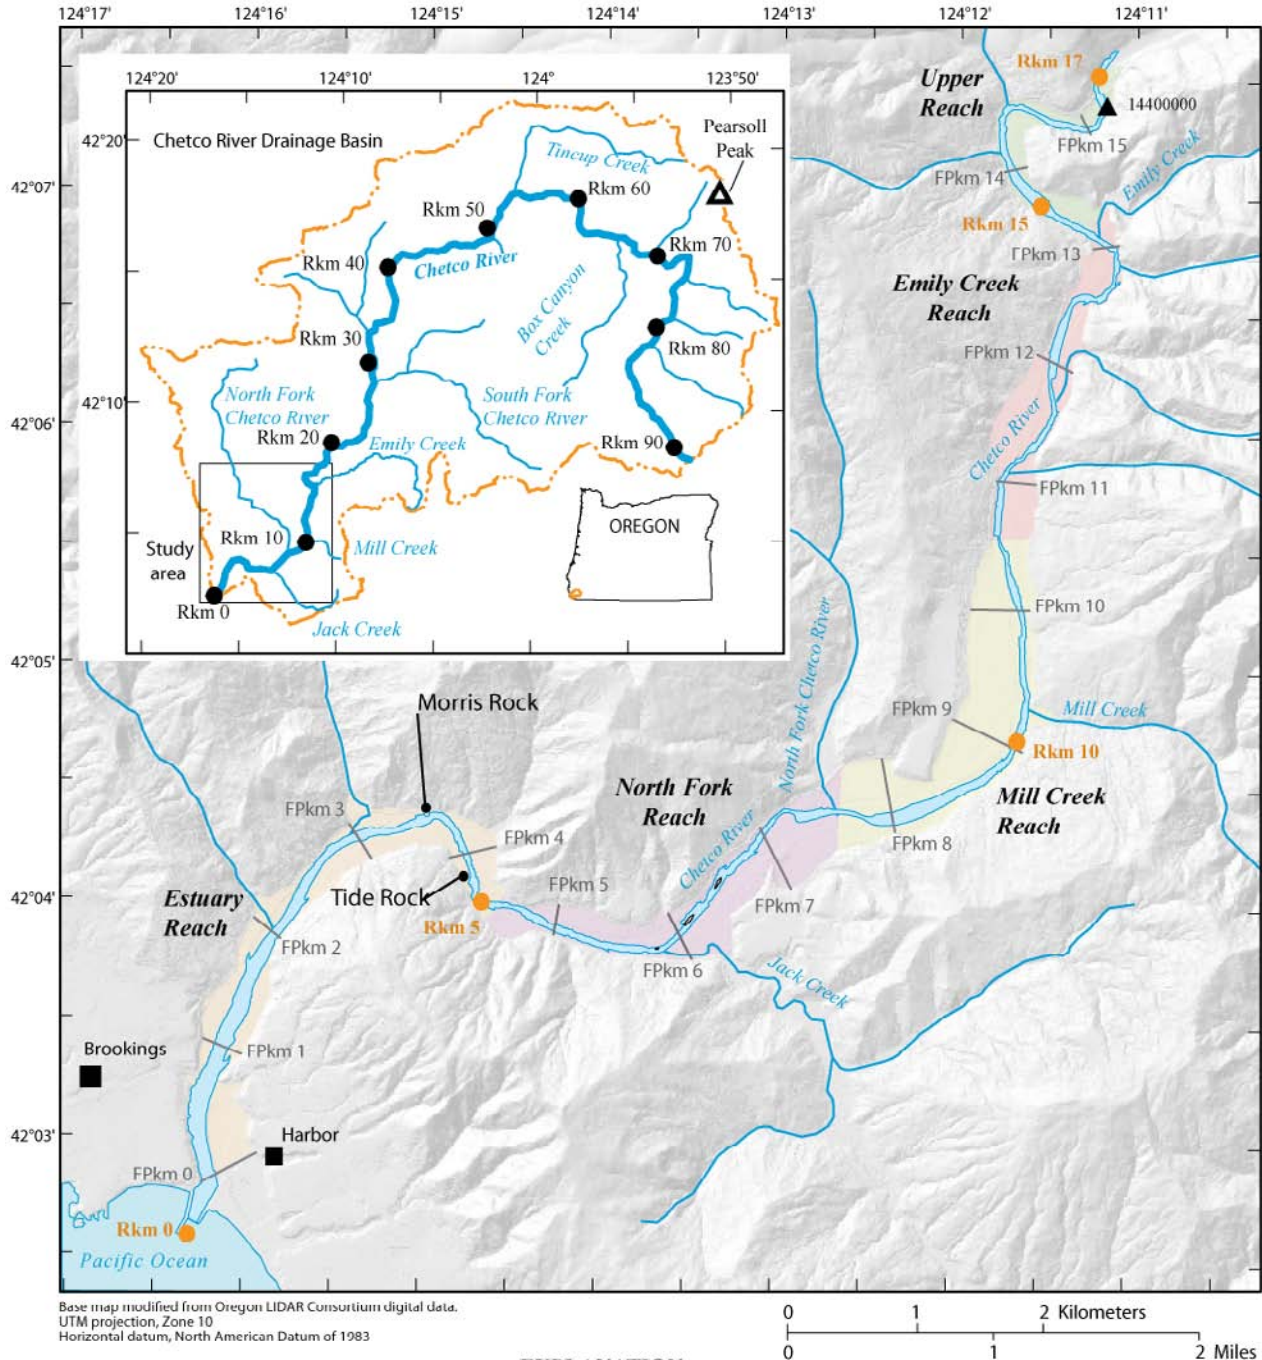 124°17'
124°16'
124°15'
124°14'
124°13'
124°12'
124°11'
42°07'
42°06'
42°05'
42°04'
42°03'
124°20'
124°10'
124°
123°50'
42°20'
42°10'
Chetco River Drainage Basin
Pearsoll
Peak
Tincup Creek
Rkm 60
Rkm 50
Rkm 70
Rkm 40
Chetco River
Box Canyon
Creek
Rkm 30
Rkm 80
North Fork
Chetco River
South Fork
Chetco River
Rkm 20
Emily Creek
Rkm 90
OREGON
Rkm 10
Study
area
Mill Creek
Rkm 0
Jack Creek
Upper
Reach
Rkm 17
14400000
FPkm 15
Emily Creek
FPkm 14
Rkm 15
FPkm 13
Emily Creek
Reach
FPkm 12
Chetco River
FPkm 11
FPkm 10
North Fork Chetco River
FPkm 9
Mill Creek
Rkm 10
Morris Rock
North Fork
Reach
Mill Creek
Reach
FPkm 3
FPkm 4
FPkm 8
Chetco River
Tide Rock
FPkm 5
Estuary
Reach
FPkm 7
Rkm 5
FPkm 2
FPkm 6
Jack Creek
Brookings
FPkm 1
Harbor
FPkm 0
Rkm 0
Pacific Ocean
Base map modified from Oregon LIDAR Consortium digital data.
UTM projection, Zone 10
Horizontal datum, North American Datum of 1983
0 1 2 Kilometers
0 1 2 Miles